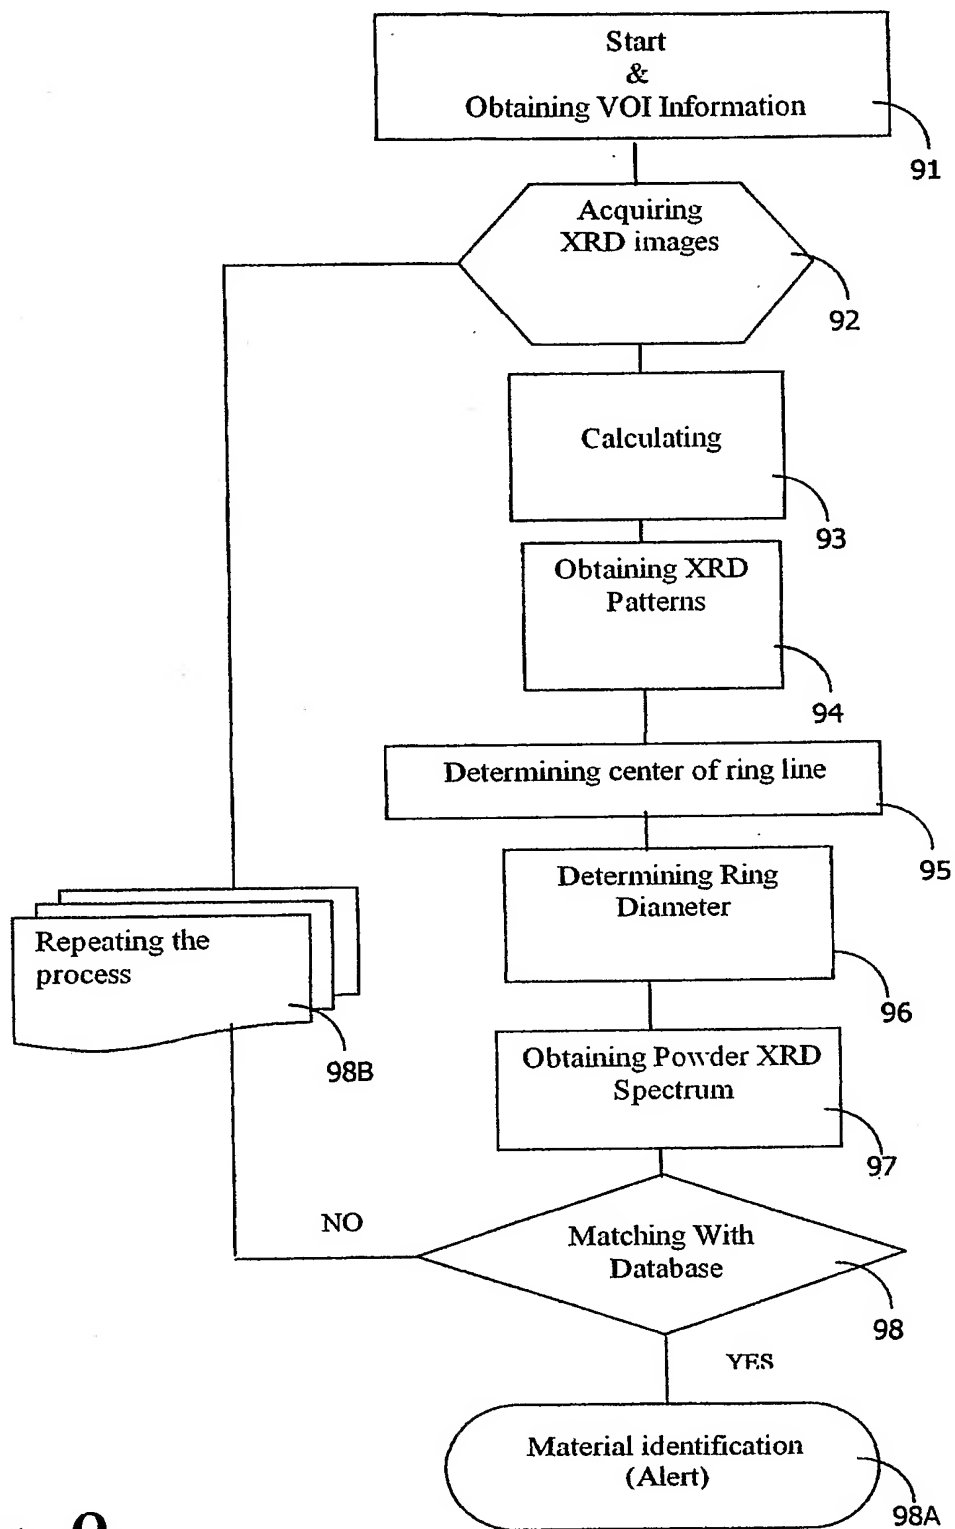 Start
&
Obtaining VOI Information
91
Acquiring
XRD images
92
Calculating
93
Obtaining XRD
Patterns
94
Determining center of ring line
95
Determining Ring
Diameter
96
Repeating the
process
98B
Obtaining Powder XRD
Spectrum
97
NO
Matching With
Database
98
YES
Material identification
(Alert)
98A